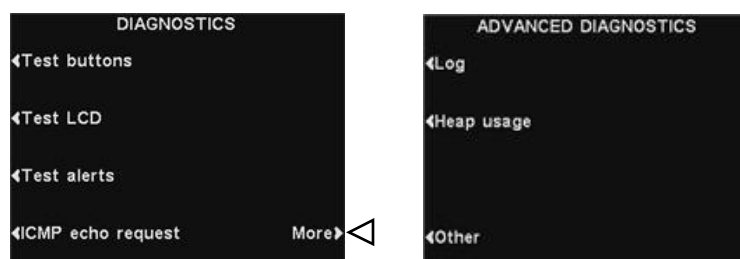 DIAGNOSTICS
Test buttons
Test LCD
Test alerts
ICMP echo request More
ADVANCED DIAGNOSTICS
Log
Heap usage
Other